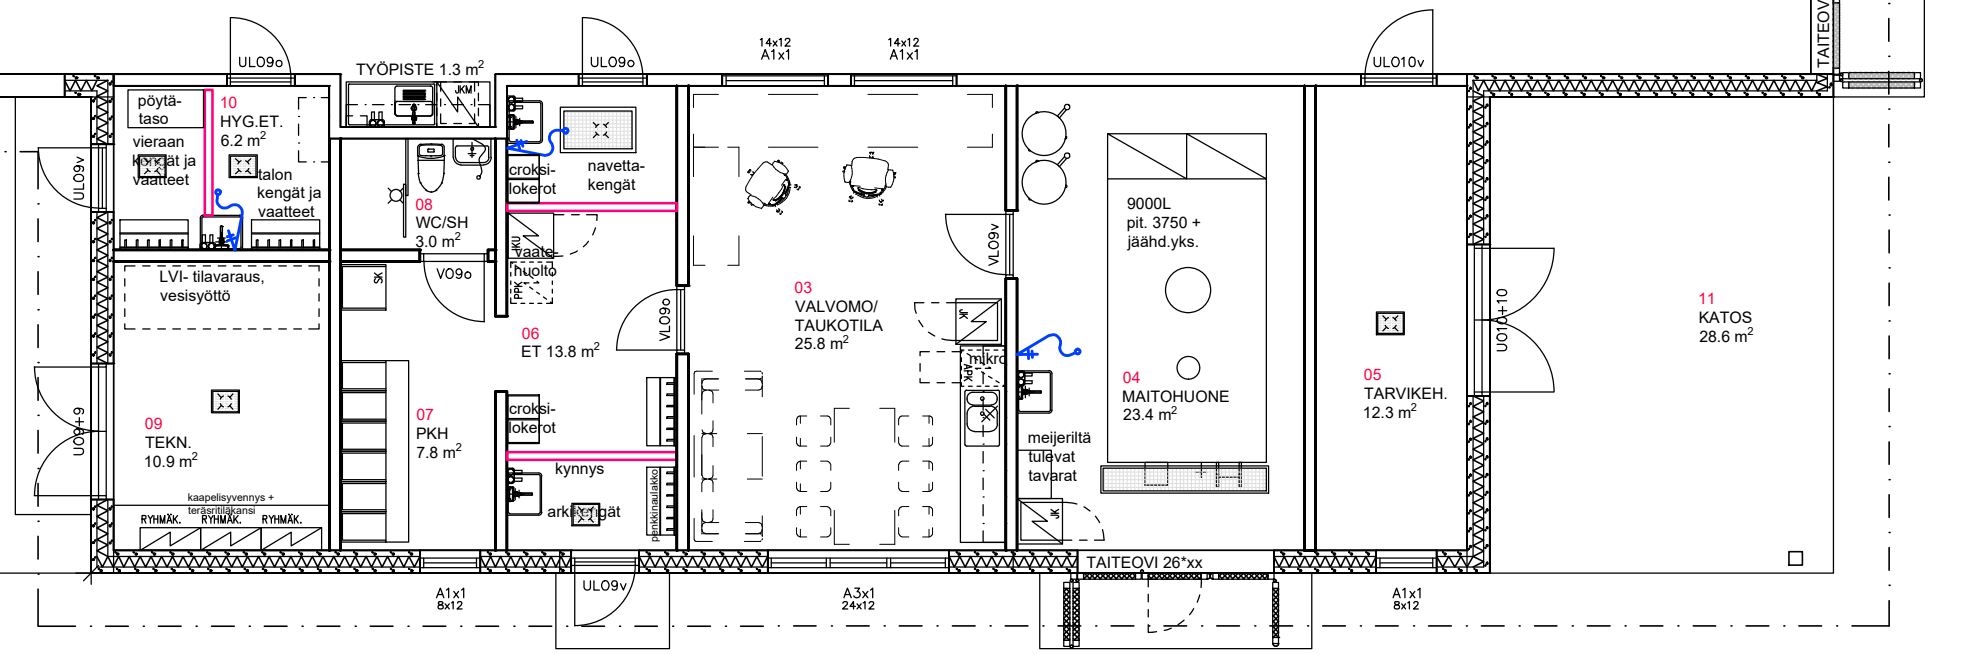 14x12
A1x1
14x12
A1x1
TAITEOV
ULO9o
TYÖPISTE 1.3 m²
ULO9o
ULO10v
JKM
pöytä-
taso
10
HYG.ET.
6.2 m²
vieraan
kengät ja
vaatteet
talon
kengät ja
vaatteet
ULO9v
08
WC/SH
3.0 m²
croksi-
lokerot
navetta-
kengät
9000L
pit. 3750 +
jäähd.yks.
JKU
vaate-
huolto
PPK
VLO9v
LVI- tilavaraus,
vesisyöttö
SK
VO9o
VLO9o
03
VALVOMO/
TAUKOTILA
25.8 m²
JK
11
KATOS
28.6 m²
UO10+10
06
ET 13.8 m²
mikro
APK
04
MAITOHUONE
23.4 m²
05
TARVIKEH.
12.3 m²
09
TEKN.
10.9 m²
UO9+9
07
PKH
7.8 m²
croksi-
lokerot
kynnys
penkkinaulakko
arkikengät
meijeriltä
tulevat
tavarat
JK
kaapelisyvennys +
teräsritiläkansi
RYHMÄK.
RYHMÄK.
RYHMÄK.
TAITEOVI 26*xx
ULO9v
A1x1
8x12
A3x1
24x12
A1x1
8x12